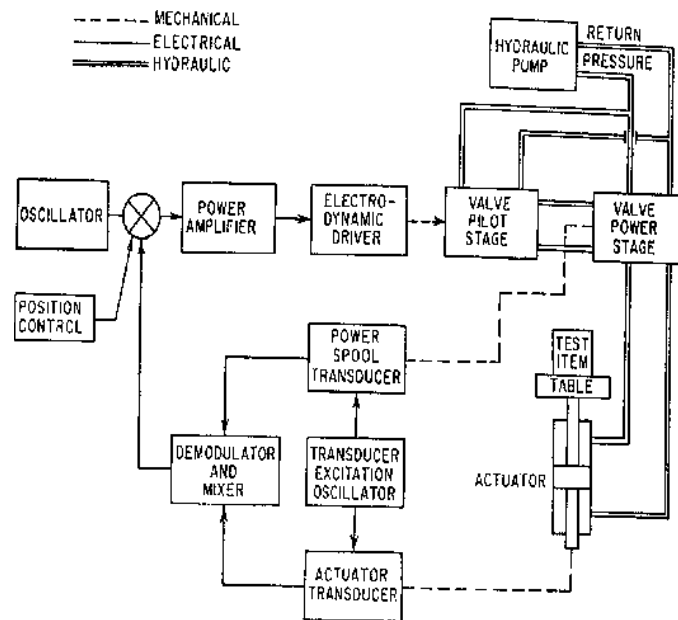 MECHANICAL
ELECTRICAL
HYDRAULIC
HYDRAULIC
PUMP
RETURN
PRESSURE
OSCILLATOR
POWER
AMPLIFIER
ELECTRO-
DYNAMIC
DRIVER
VALVE
PILOT
STAGE
VALVE
POWER
STAGE
POSITION
CONTROL
POWER
SPOOL
TRANSDUCER
TEST
ITEM
TABLE
DEMODULATOR
AND
MIXER
TRANSDUCER
EXCITATION
OSCILLATOR
ACTUATOR
ACTUATOR
TRANSDUCER